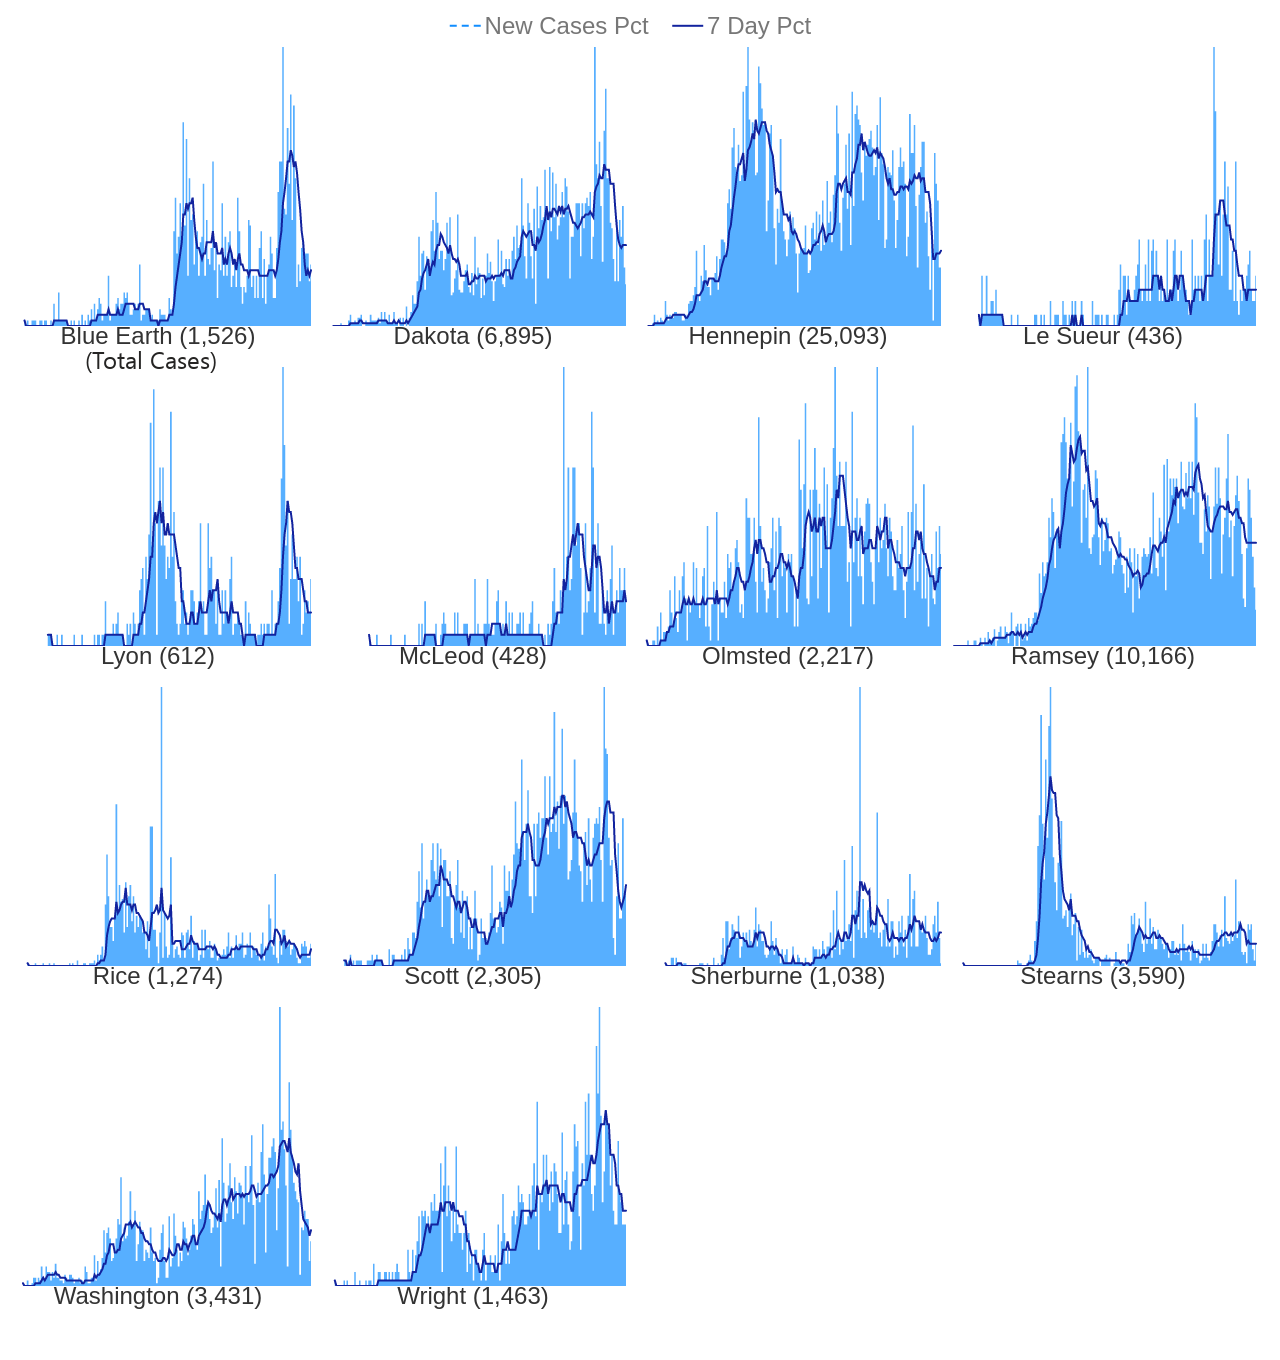 New Cases Pct 7 Day Pct
Blue Earth (1,526) Dakota (6,895) Hennepin (25,093) Le Sueur (436)
(Total Cases)
Lyon (612) McLeod (428) Olmsted (2,217) Ramsey (10,166)
Rice (1,274) Scott (2,305) Sherburne (1,038) Stearns (3,590)
Washington (3,431) Wright (1,463)